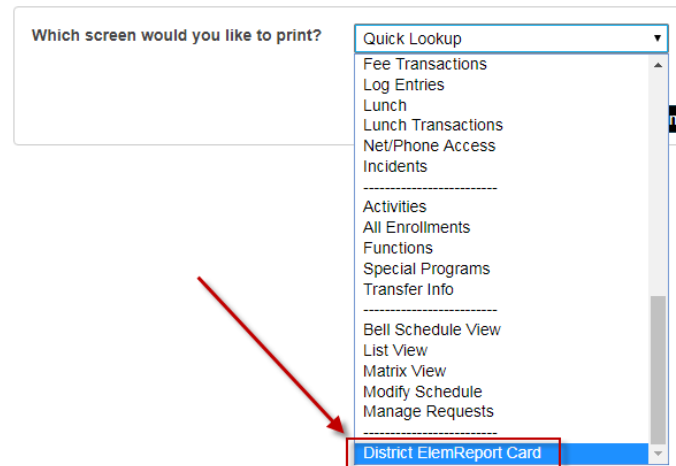 Which screen would you like to print?
Quick Lookup
Fee Transactions
Log Entries
Lunch
Lunch Transactions
Net/Phone Access
Incidents
-------------------------
Activities
All Enrollments
Functions
Special Programs
Transfer Info
-------------------------
Bell Schedule View
List View
Matrix View
Modify Schedule
Manage Requests
-------------------------
District ElemReport Card